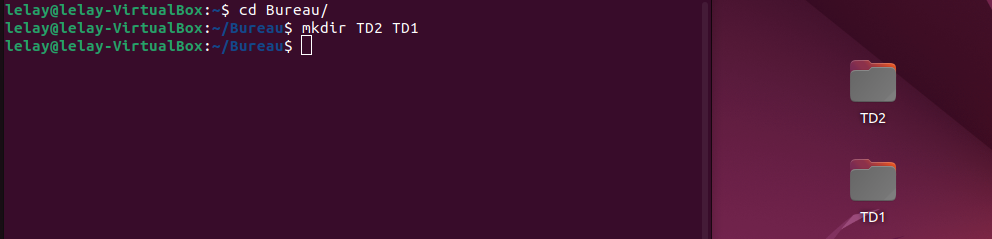 lelay@lelay-VirtualBox:~$ cd Bureau/
lelay@lelay-VirtualBox:~/Bureau$ mkdir TD2 TD1
lelay@lelay-VirtualBox:~/Bureau$
TD2
TD1